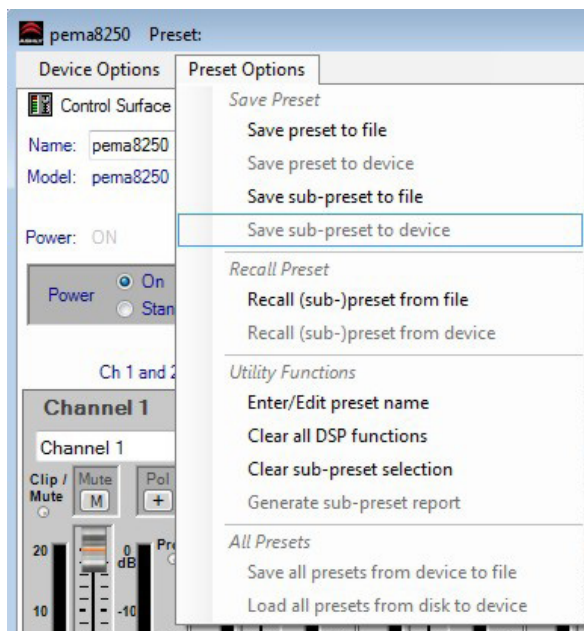 pema8250 Preset:
Device Options Preset Options
Control Surface
Name: pema8250
Model: pema8250
Power: ON
Power On
Stan
Ch 1 and 2
Channel 1
Channel 1
Clip / Mute
Mute M
Pol +
20 0 dB Pre
10 -10
Save Preset
Save preset to file
Save preset to device
Save sub-preset to file
Save sub-preset to device
Recall Preset
Recall (sub-)preset from file
Recall (sub-)preset from device
Utility Functions
Enter/Edit preset name
Clear all DSP functions
Clear sub-preset selection
Generate sub-preset report
All Presets
Save all presets from device to file
Load all presets from disk to device